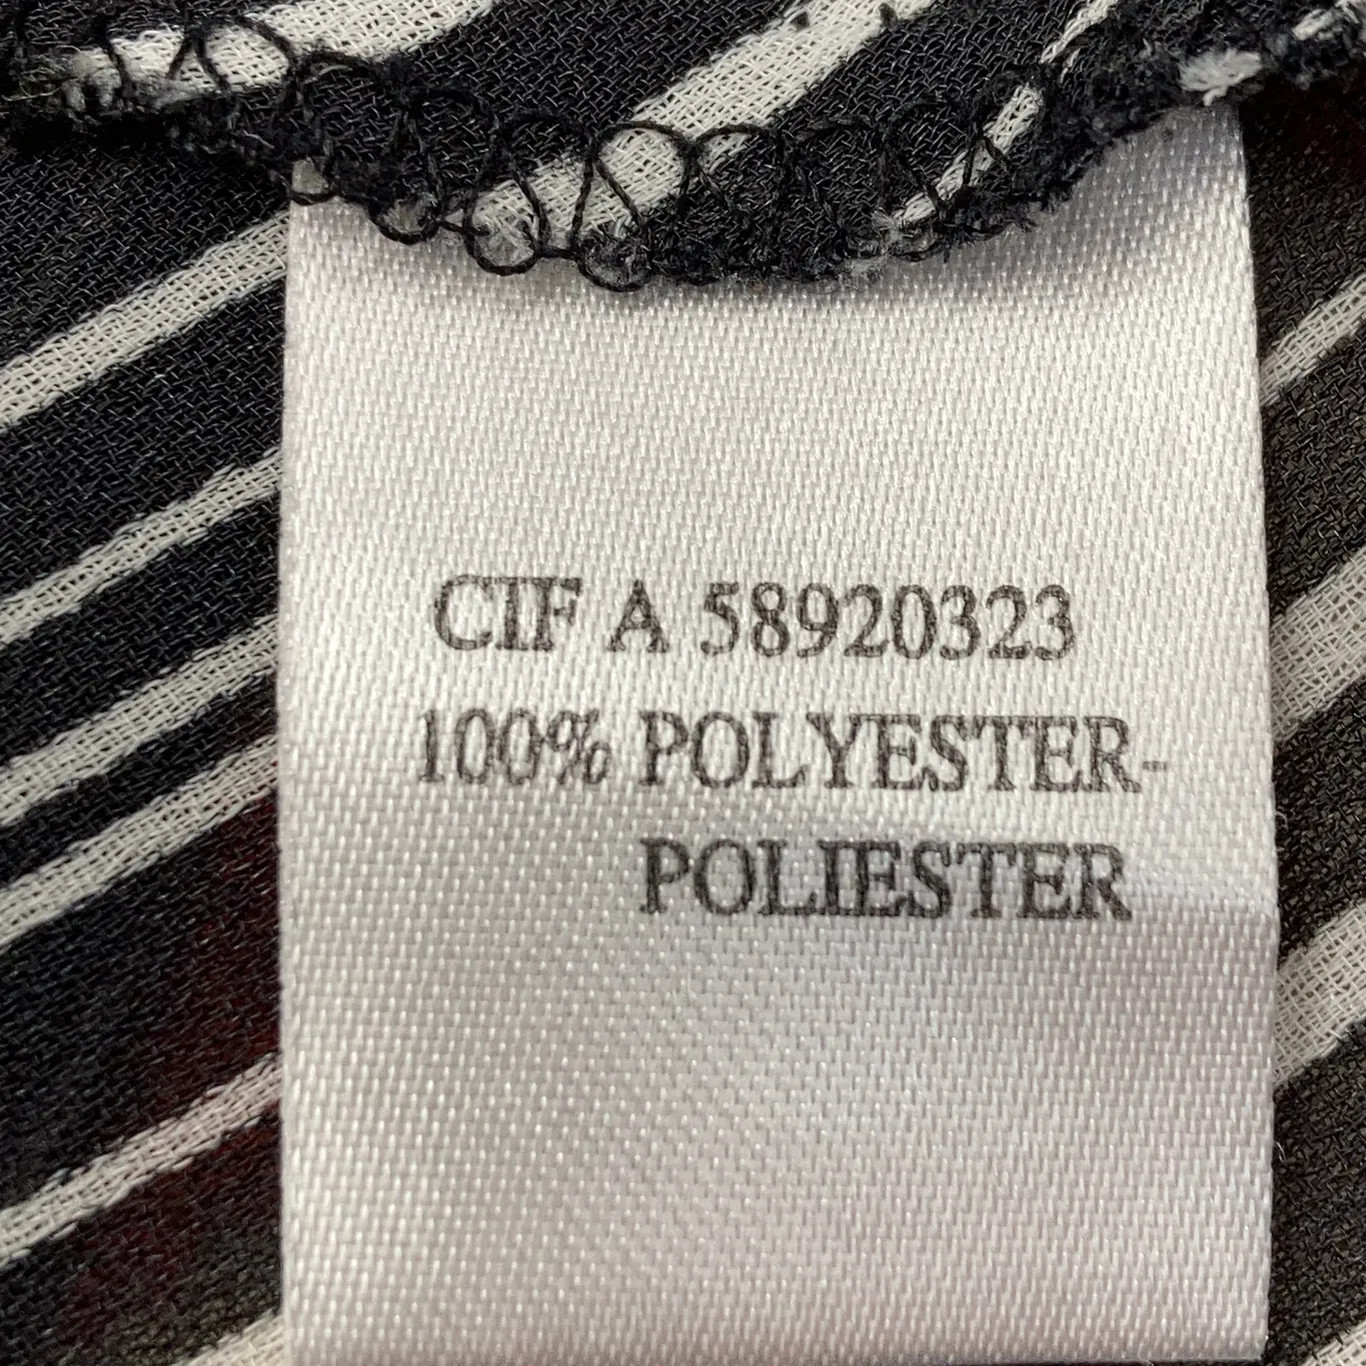 CIF A 58920323
100% POLYESTER-
POLIESTER